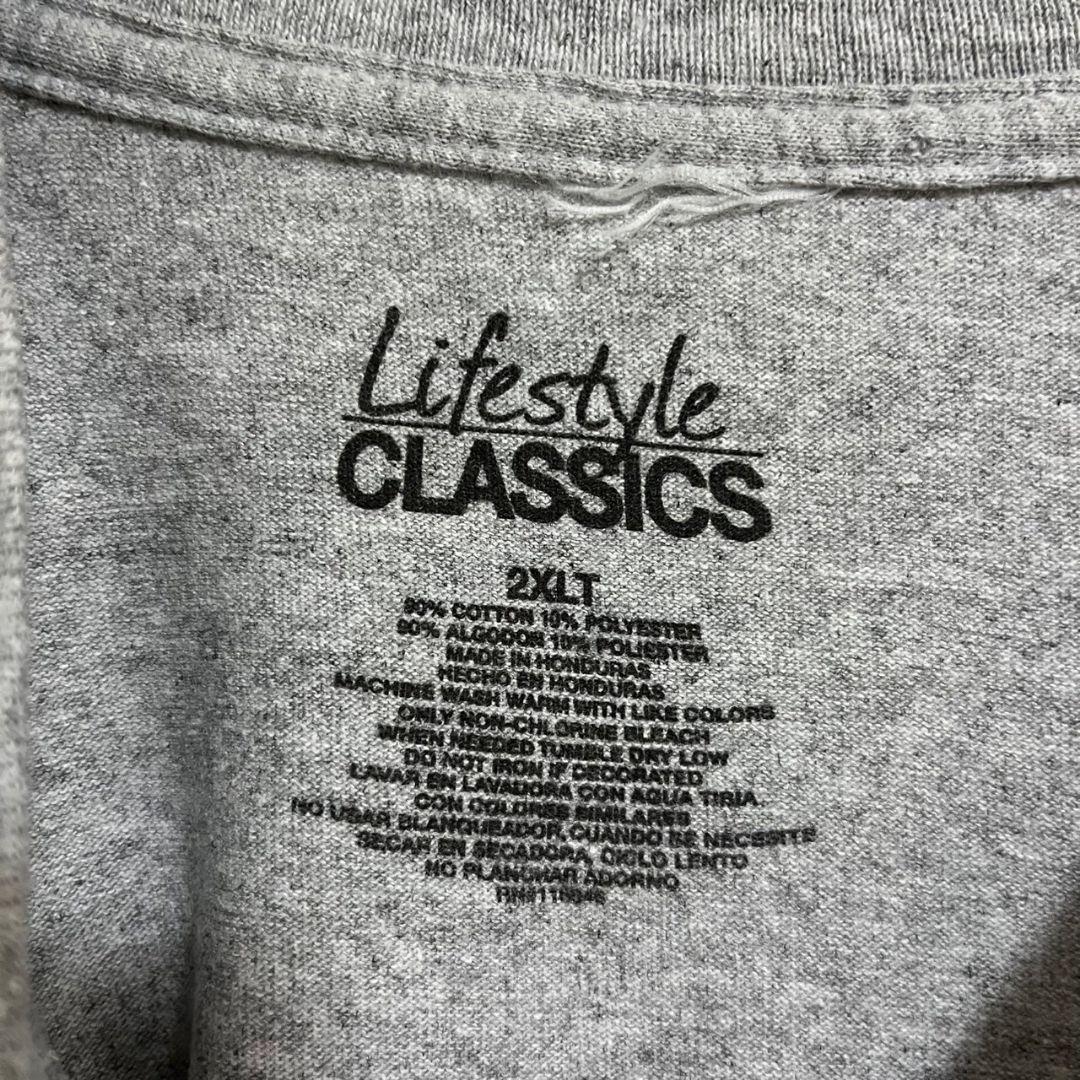 Lifestyle
CLASSICS
2XLT
90% COTTON 10% POLYESTER
90% ALGODON 10% POLIESTER
MADE IN HONDURAS
HECHO EN HONDURAS
MACHINE WASH WARM WITH LIKE COLORS
ONLY NON-CHLORINE BLEACH
WHEN NEEDED TUMBLE DRY LOW
DO NOT IRON IF DECORATED
LAVAR EN LAVADORA CON AQUA TIBIA
CON COLORES SIMILARES
NO USAR BLANQUEADOR, CUANDO DE NECESSITE
SECAR EN SECADORA, CICLO LENTO
NO PLANCHAR ADORNO